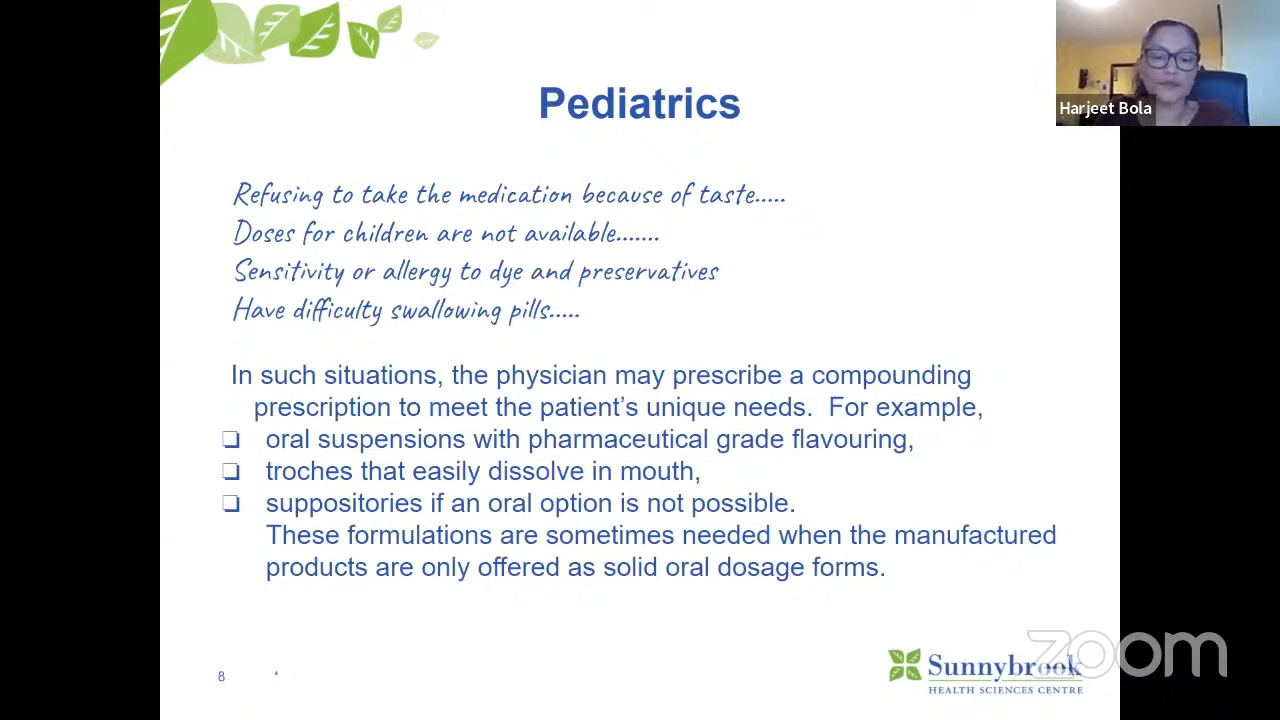 Pediatrics
Harjeet Bola
Refusing to take the medication because of taste.....
Doses for children are not available.......
Sensitivity or allergy to dye and preservatives
Have difficulty swallowing pills.....
In such situations, the physician may prescribe a compounding
prescription to meet the patient’s unique needs.  For example,
❏ oral suspensions with pharmaceutical grade flavouring,
❏ troches that easily dissolve in mouth,
❏ suppositories if an oral option is not possible.
These formulations are sometimes needed when the manufactured
products are only offered as solid oral dosage forms.
8 *
Sunnybrook
HEALTH SCIENCES CENTRE
zoom